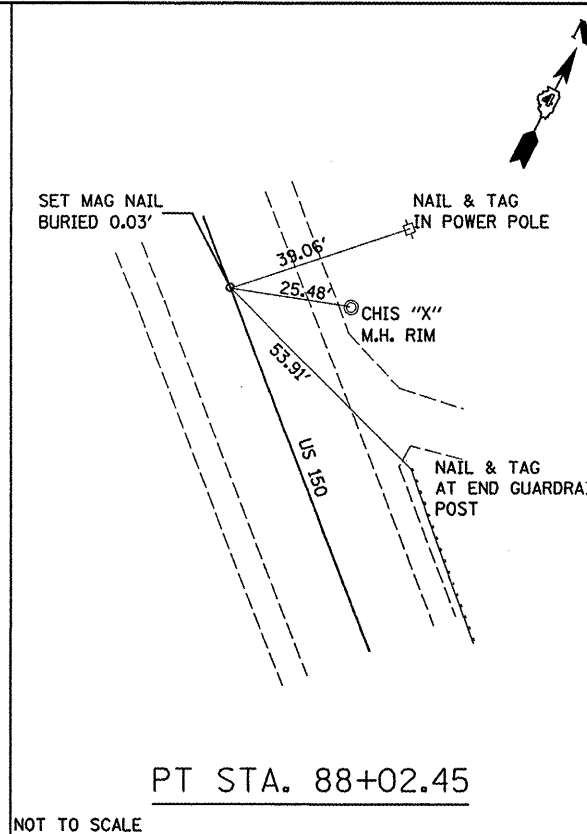 N
4
SET MAG NAIL
BURIED 0.03'
NAIL & TAG
IN POWER POLE
39.06'
25.48'
CHIS "X"
M.H. RIM
53.91'
US 150
NAIL & TAG
AT END
POST
PT STA. 88+02.45
NOT TO SCALE